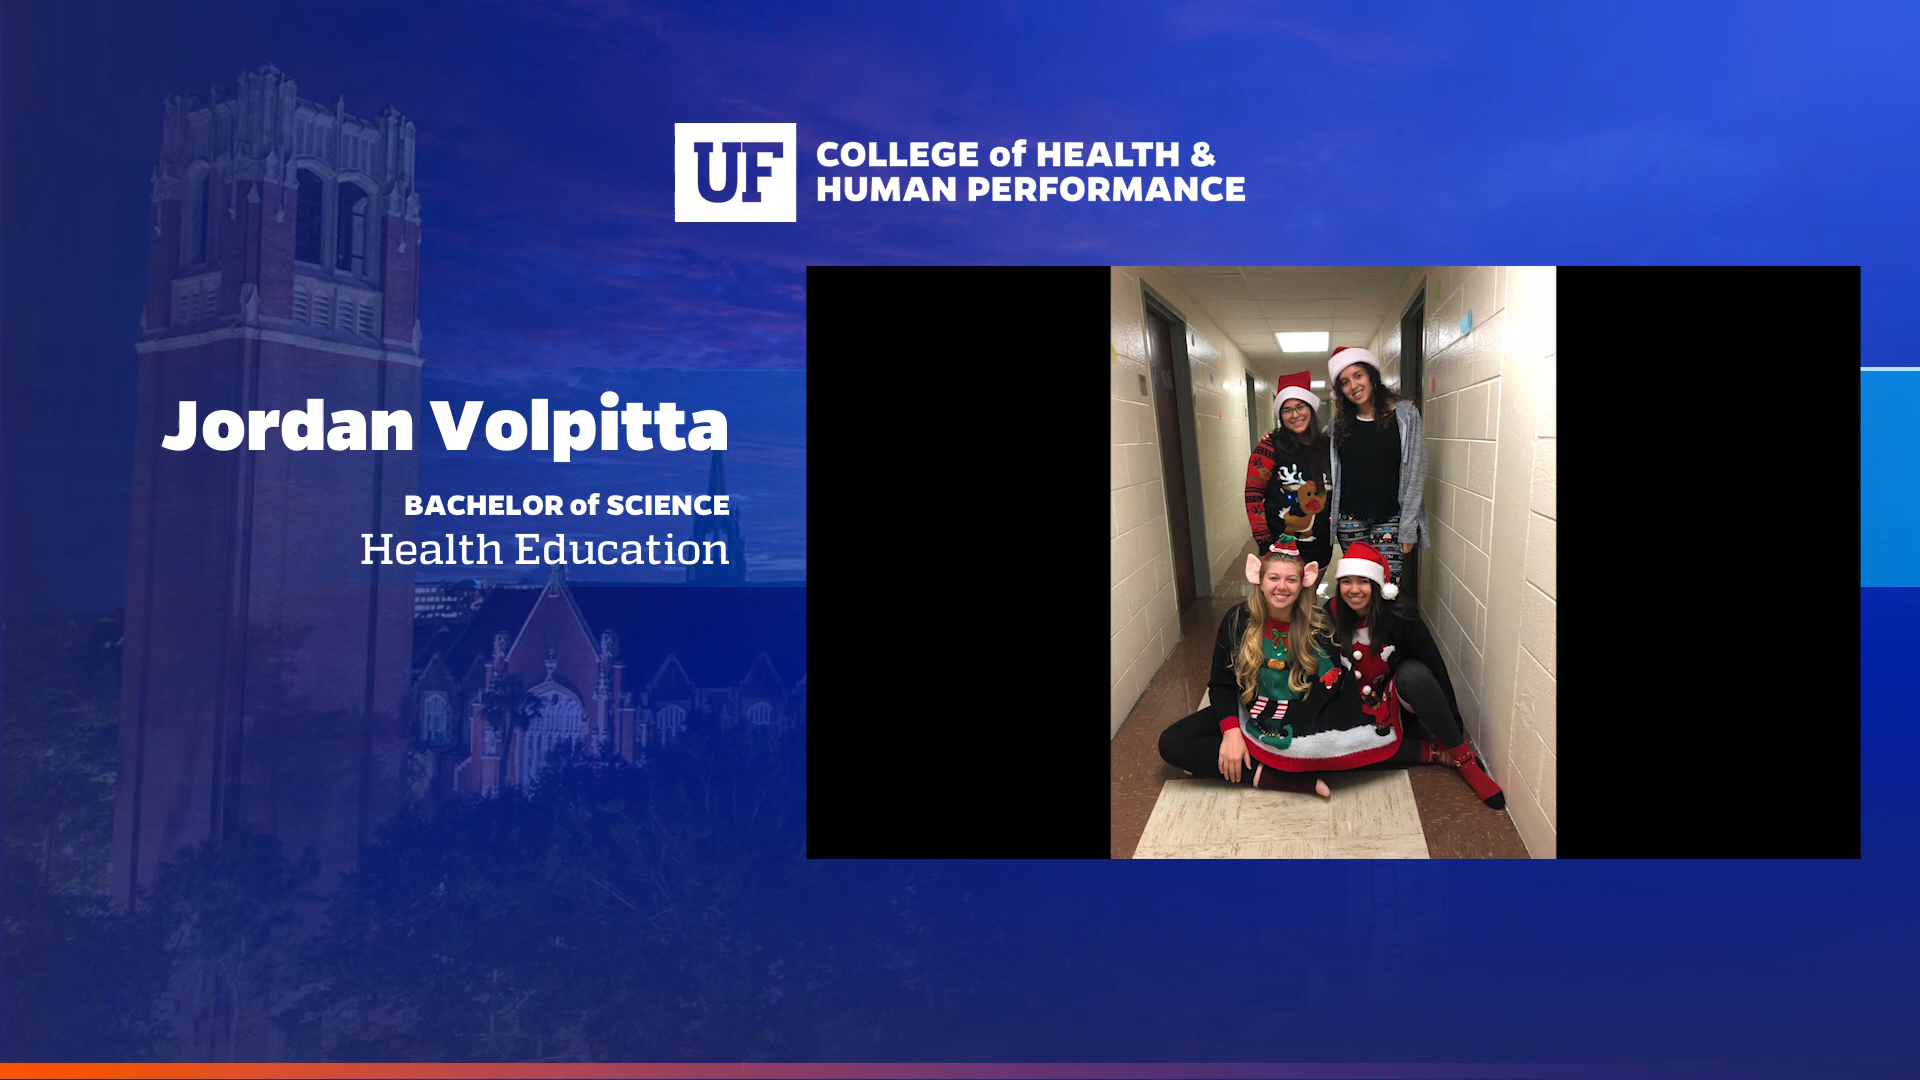 UF
COLLEGE of HEALTH &
HUMAN PERFORMANCE
Jordan Volpitta
BACHELOR of SCIENCE
Health Education